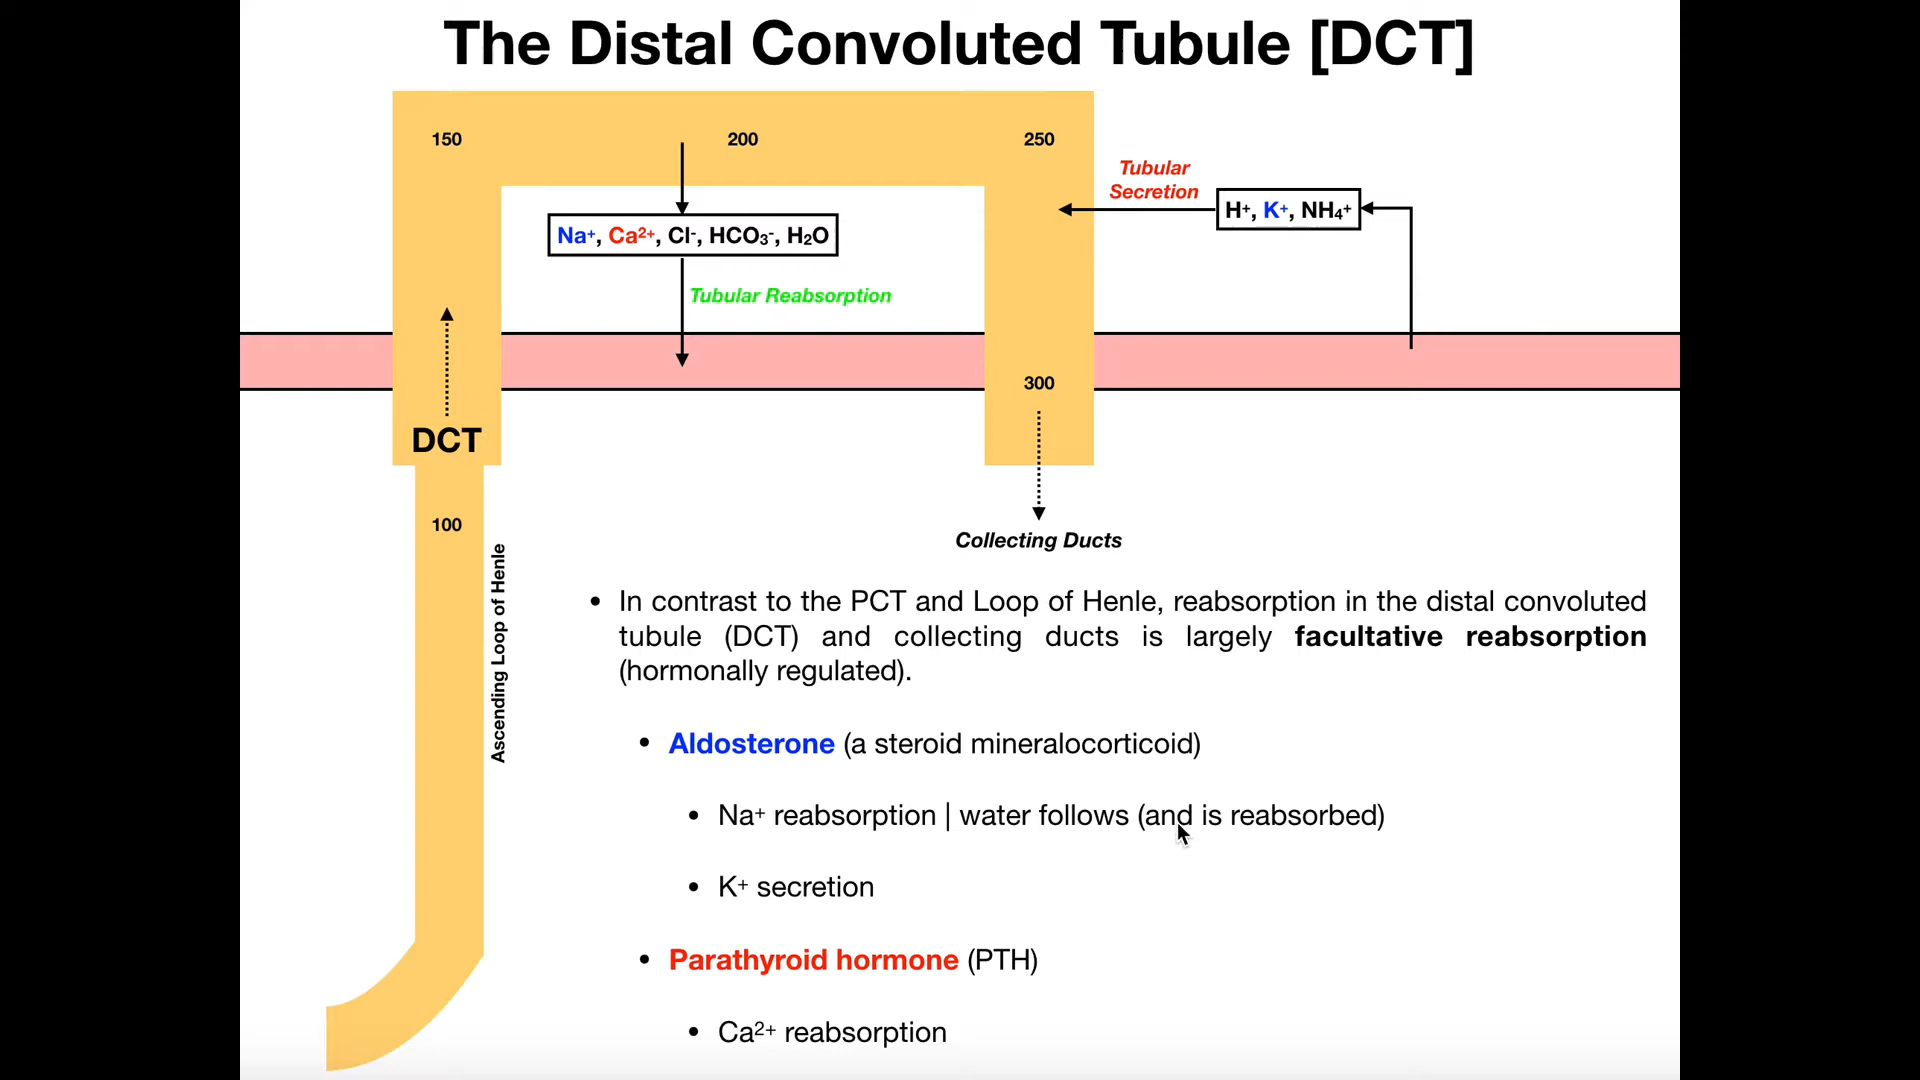 The Distal Convoluted Tubule [DCT]
150
200
250
Tubular
Secretion
H⁺, K⁺, NH₄⁺
Na⁺, Ca²⁺, Cl⁻, HCO₃⁻, H₂O
Tubular Reabsorption
300
DCT
100
Ascending Loop of Henle
Collecting Ducts
• In contrast to the PCT and Loop of Henle, reabsorption in the distal convoluted
tubule (DCT) and collecting ducts is largely facultative reabsorption
(hormonally regulated).
• Aldosterone (a steroid mineralocorticoid)
• Na⁺ reabsorption | water follows (and is reabsorbed)
• K⁺ secretion
• Parathyroid hormone (PTH)
• Ca²⁺ reabsorption